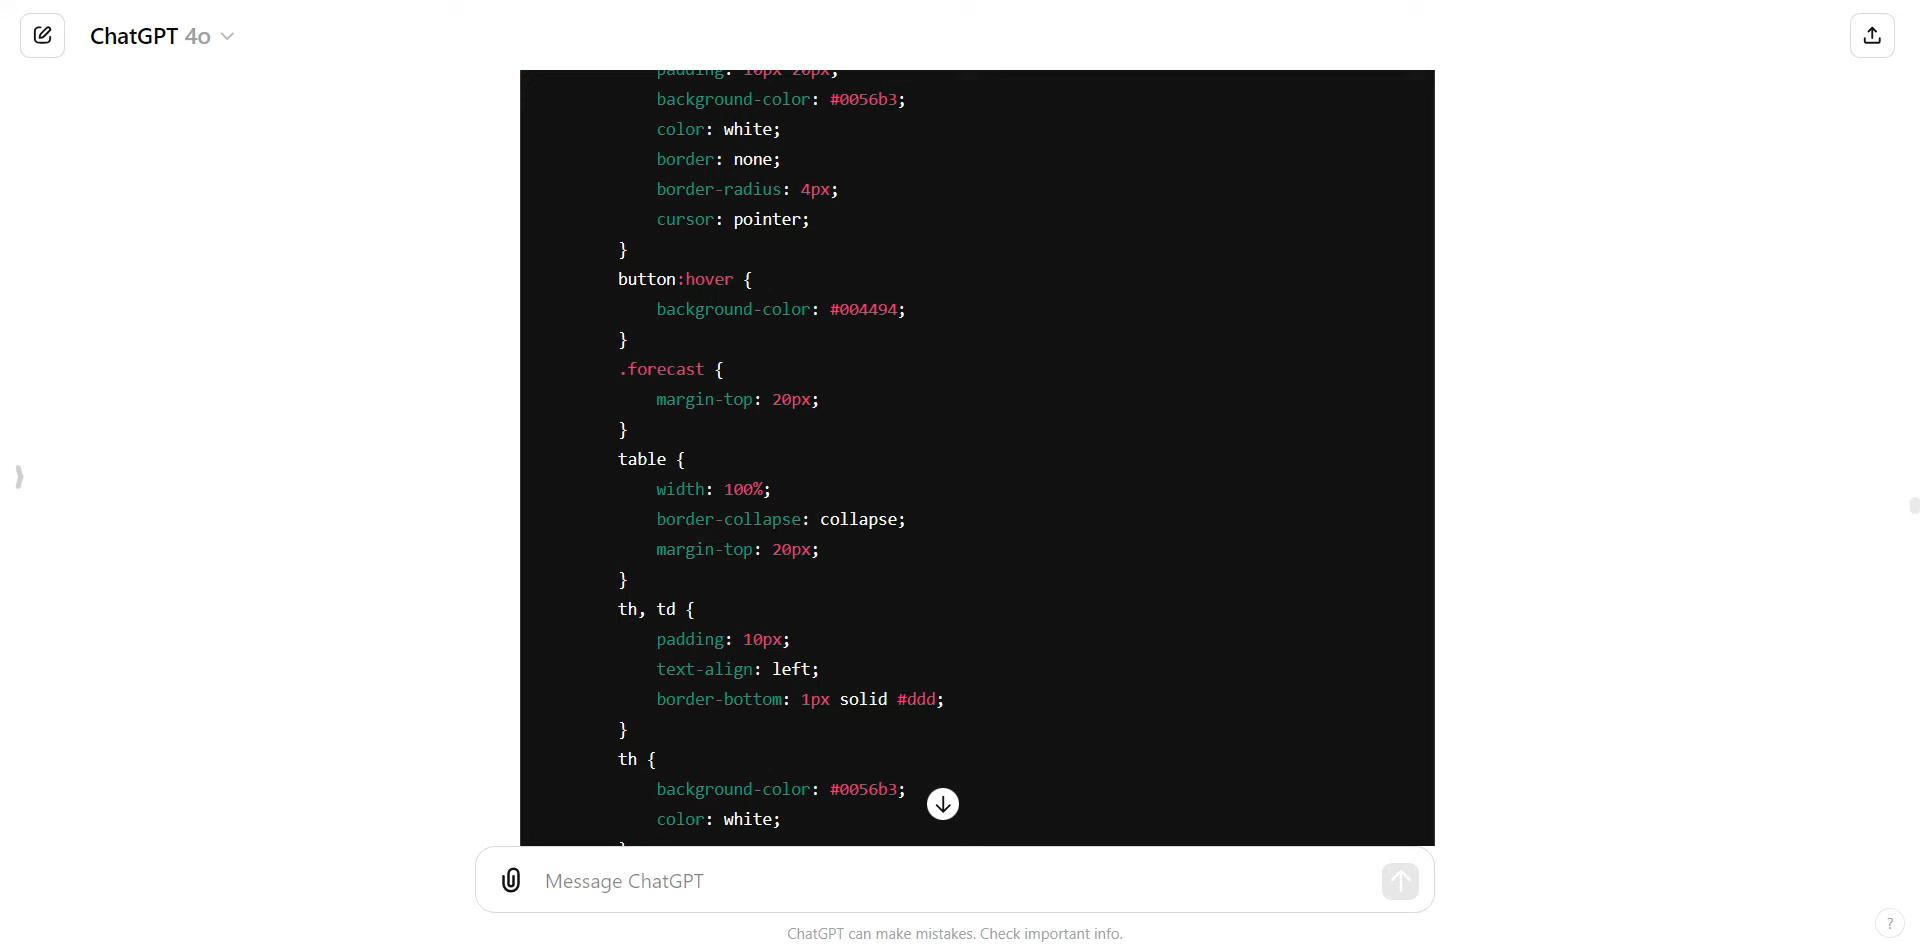 ChatGPT 4o
padding: 10px 20px;
background-color: #0056b3;
color: white;
border: none;
border-radius: 4px;
cursor: pointer;
}
button:hover {
background-color: #004494;
}
.forecast {
margin-top: 20px;
}
table {
width: 100%;
border-collapse: collapse;
margin-top: 20px;
}
th, td {
padding: 10px;
text-align: left;
border-bottom: 1px solid #ddd;
}
th {
background-color: #0056b3;
color: white;
}
Message ChatGPT
ChatGPT can make mistakes. Check important info.
?